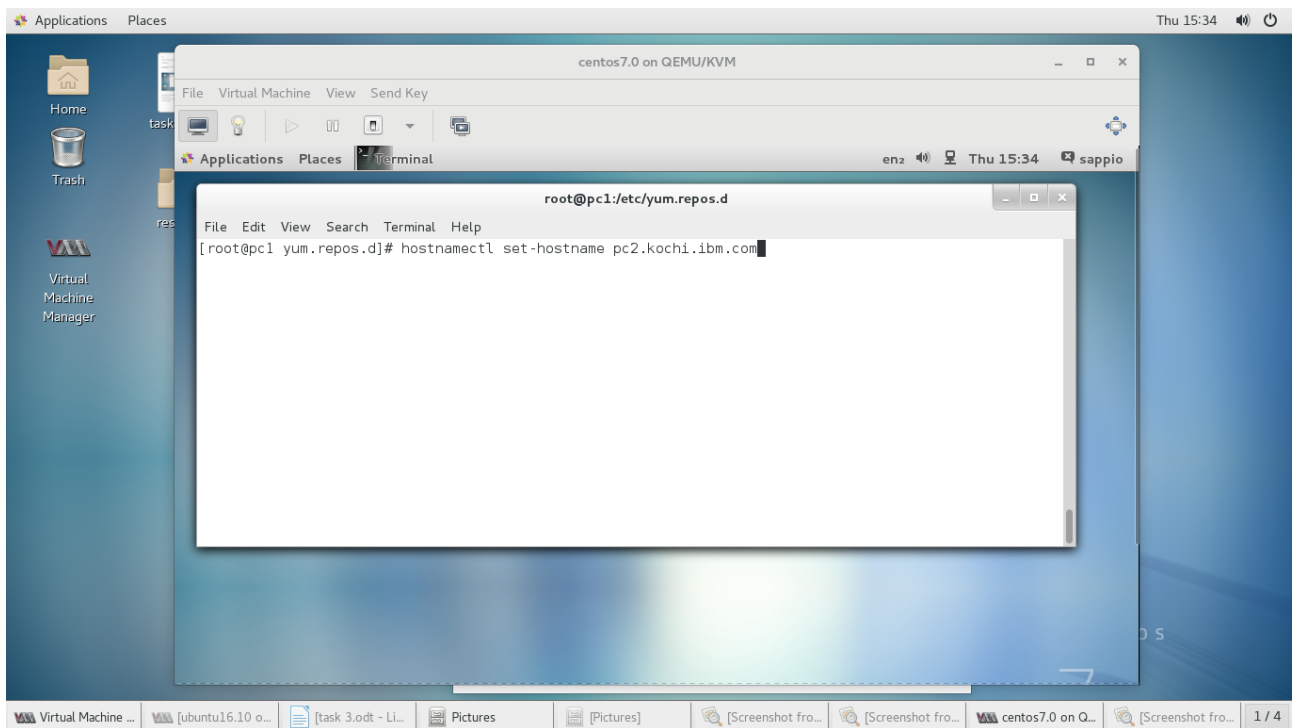 Applications Places Thu 15:34
centos7.0 on QEMU/KVM
File Virtual Machine View Send Key
Home
task
Applications Places Terminal en2 Thu 15:34 sappio
Trash
root@pc1:/etc/yum.repos.d
res
File Edit View Search Terminal Help
[root@pc1 yum.repos.d]# hostnamectl set-hostname pc2.kochi.ibm.com
Virtual
Machine
Manager
7
Virtual Machine ... [ubuntu16.10 o... [task 3.odt - Li... Pictures [Pictures] [Screenshot fro... [Screenshot fro... centos7.0 on Q... [Screenshot fro... 1 / 4